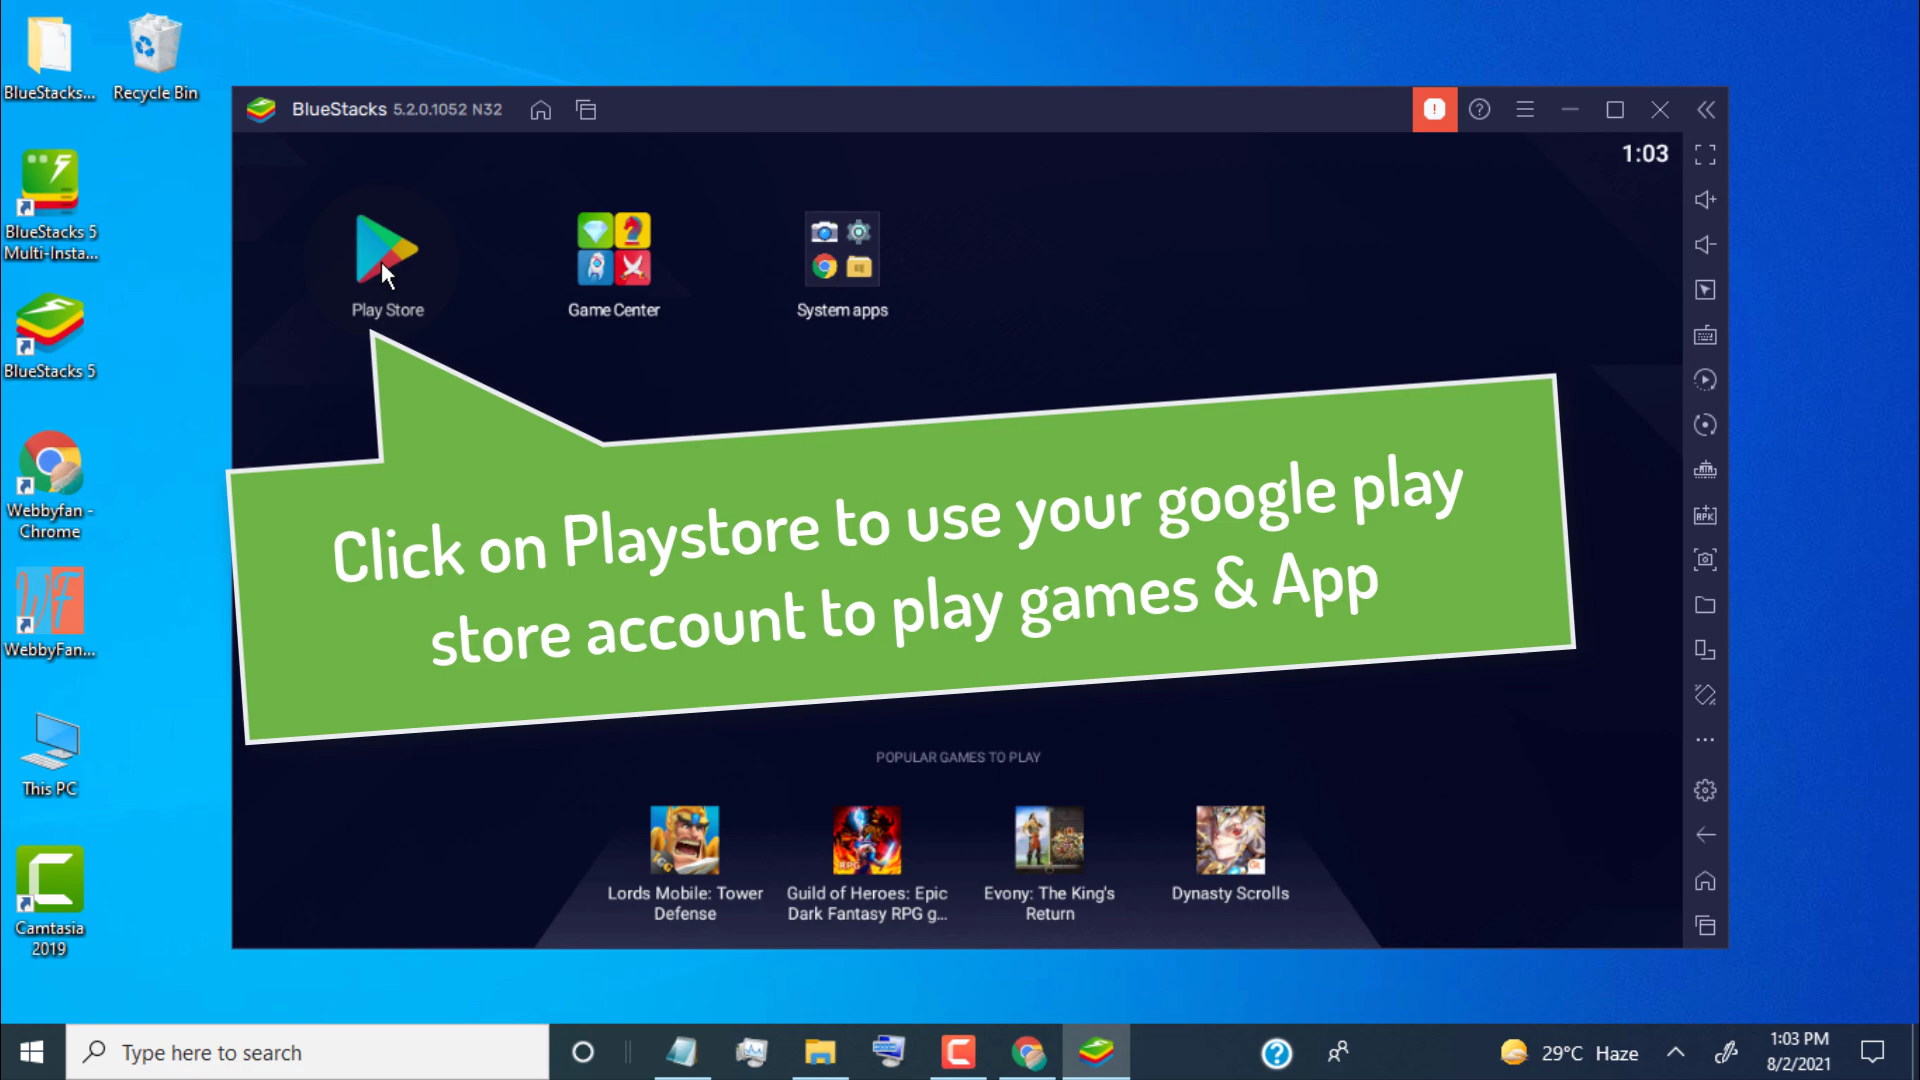 BlueStacks...
Recycle Bin
BlueStacks 5
Multi-Insta...
BlueStacks 5
Webbyfan -
Chrome
WebbyFan...
This PC
Camtasia
2019
BlueStacks 5.2.0.1052 N32
1:03
Play Store
Game Center
System apps
Click on Playstore to use your google play
store account to play games & App
POPULAR GAMES TO PLAY
Lords Mobile: Tower
Defense
Guild of Heroes: Epic
Dark Fantasy RPG g...
Evony: The King's
Return
Dynasty Scrolls
Type here to search
29°C Haze
1:03 PM
8/2/2021